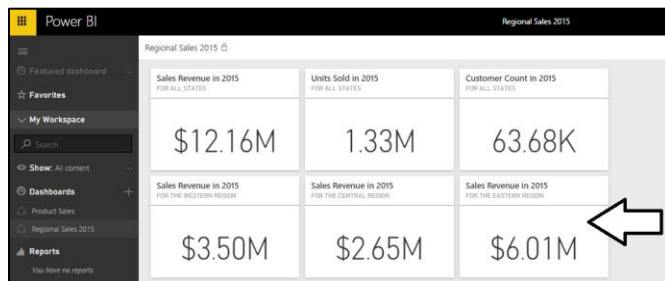 Power BI
Regional Sales 2015
Regional Sales 2015
Featured dashboard
Favorites
My Workspace
Search
Show: All content
Dashboards
Product Sales
Regional Sales 2015
Reports
You have no reports
Sales Revenue in 2015
FOR ALL STATES
$12.16M
Units Sold in 2015
FOR ALL STATES
1.33M
Customer Count in 2015
FOR ALL STATES
63.68K
Sales Revenue in 2015
FOR THE WESTERN REGION
$3.50M
Sales Revenue in 2015
FOR THE CENTRAL REGION
$2.65M
Sales Revenue in 2015
FOR THE EASTERN REGION
$6.01M